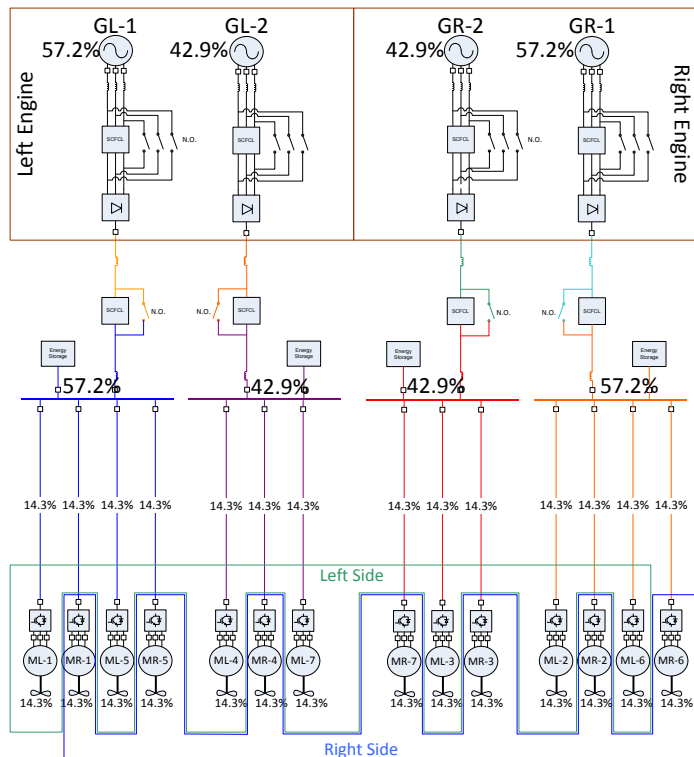 GL-1 GL-2 GR-2 GR-1
57.2% 42.9% 42.9% 57.2%
Left Engine
Right Engine
SCFCL N.O. SCFCL N.O. SCFCL N.O. SCFCL N.O.
SCFCL N.O. N.O. SCFCL SCFCL N.O. N.O. SCFCL
Energy Storage
Energy Storage
Energy Storage
Energy Storage
57.2% 42.9% 42.9% 57.2%
14.3% 14.3% 14.3% 14.3% 14.3% 14.3% 14.3% 14.3% 14.3% 14.3% 14.3% 14.3% 14.3% 14.3%
Left Side
ML-1 MR-1 ML-5 MR-5 ML-4 MR-4 ML-7 MR-7 ML-3 MR-3 ML-2 MR-2 ML-6 MR-6
14.3% 14.3% 14.3% 14.3% 14.3% 14.3% 14.3% 14.3% 14.3% 14.3% 14.3% 14.3% 14.3% 14.3%
Right Side